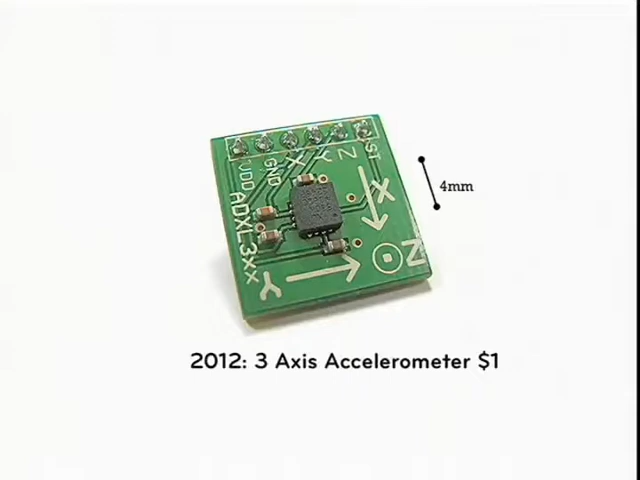 VDD GND X Y Z ST
ADXL3xx
X
Y
Z
4mm
2012: 3 Axis Accelerometer $1